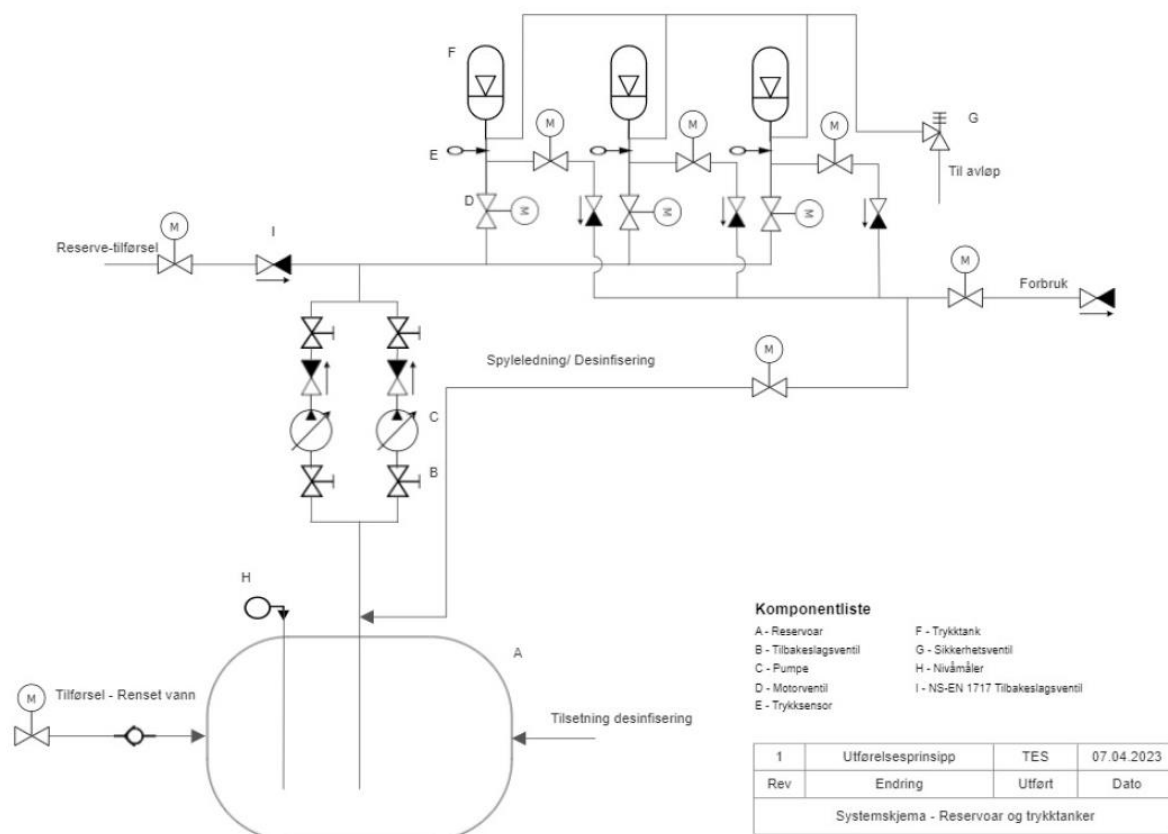 F
M
M
M
G
E
Til avløp
D
M
M
M
M
I
Reserve-tilførsel
M
Forbruk
M
Spyleledning/ Desinfisering
C
B
H
A
M
Tilførsel - Renset vann
Tilsetning desinfisering
Komponentliste
A - Reservoar
B - Tilbakeslagsventil
C - Pumpe
D - Motorventil
E - Trykksensor
F - Trykktank
G - Sikkerhetsventil
H - Nivåmåler
I - NS-EN 1717 Tilbakeslagsventil
1 Utførelsesprinsipp TES 07.04.2023
Rev Endring Utført Dato
Systemskjema - Reservoar og trykktanker